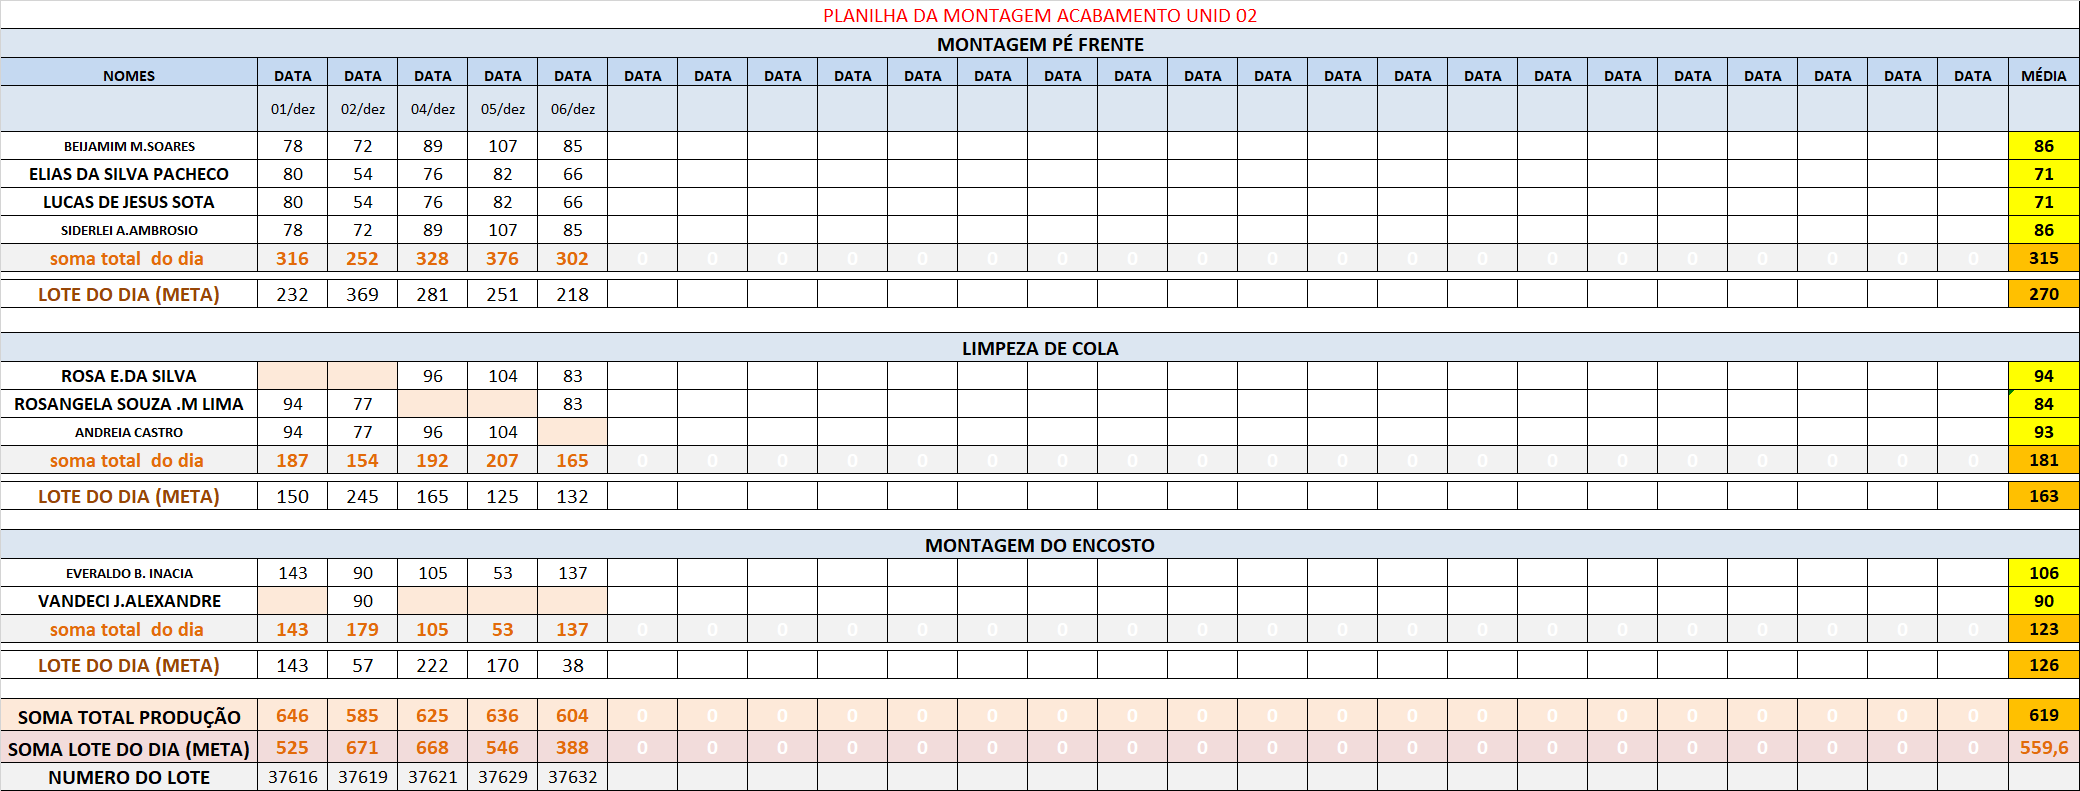 PLANILHA DA MONTAGEM ACABAMENTO UNID 02
MONTAGEM PÉ FRENTE
NOMES DATA DATA DATA DATA DATA DATA DATA DATA DATA DATA DATA DATA DATA DATA DATA DATA DATA DATA DATA DATA DATA DATA DATA DATA DATA MÉDIA
01/dez 02/dez 04/dez 05/dez 06/dez
BEIJAMIM M.SOARES 78 72 89 107 85 86
ELIAS DA SILVA PACHECO 80 54 76 82 66 71
LUCAS DE JESUS SOTA 80 54 76 82 66 71
SIDERLEI A.AMBROSIO 78 72 89 107 85 86
soma total do dia 316 252 328 376 302 0 0 0 0 0 0 0 0 0 0 0 0 0 0 0 0 0 0 0 0 315
LOTE DO DIA (META) 232 369 281 251 218 270
LIMPEZA DE COLA
ROSA E.DA SILVA 96 104 83 94
ROSANGELA SOUZA .M LIMA 94 77 83 84
ANDREIA CASTRO 94 77 96 104 93
soma total do dia 187 154 192 207 165 0 0 0 0 0 0 0 0 0 0 0 0 0 0 0 0 0 0 0 0 181
LOTE DO DIA (META) 150 245 165 125 132 163
MONTAGEM DO ENCOSTO
EVERALDO B. INACIA 143 90 105 53 137 106
VANDECI J.ALEXANDRE 90 90
soma total do dia 143 179 105 53 137 0 0 0 0 0 0 0 0 0 0 0 0 0 0 0 0 0 0 0 0 123
LOTE DO DIA (META) 143 57 222 170 38 126
SOMA TOTAL PRODUÇÃO 646 585 625 636 604 0 0 0 0 0 0 0 0 0 0 0 0 0 0 0 0 0 0 0 0 619
SOMA LOTE DO DIA (META) 525 671 668 546 388 0 0 0 0 0 0 0 0 0 0 0 0 0 0 0 0 0 0 0 0 559,6
NUMERO DO LOTE 37616 37619 37621 37629 37632